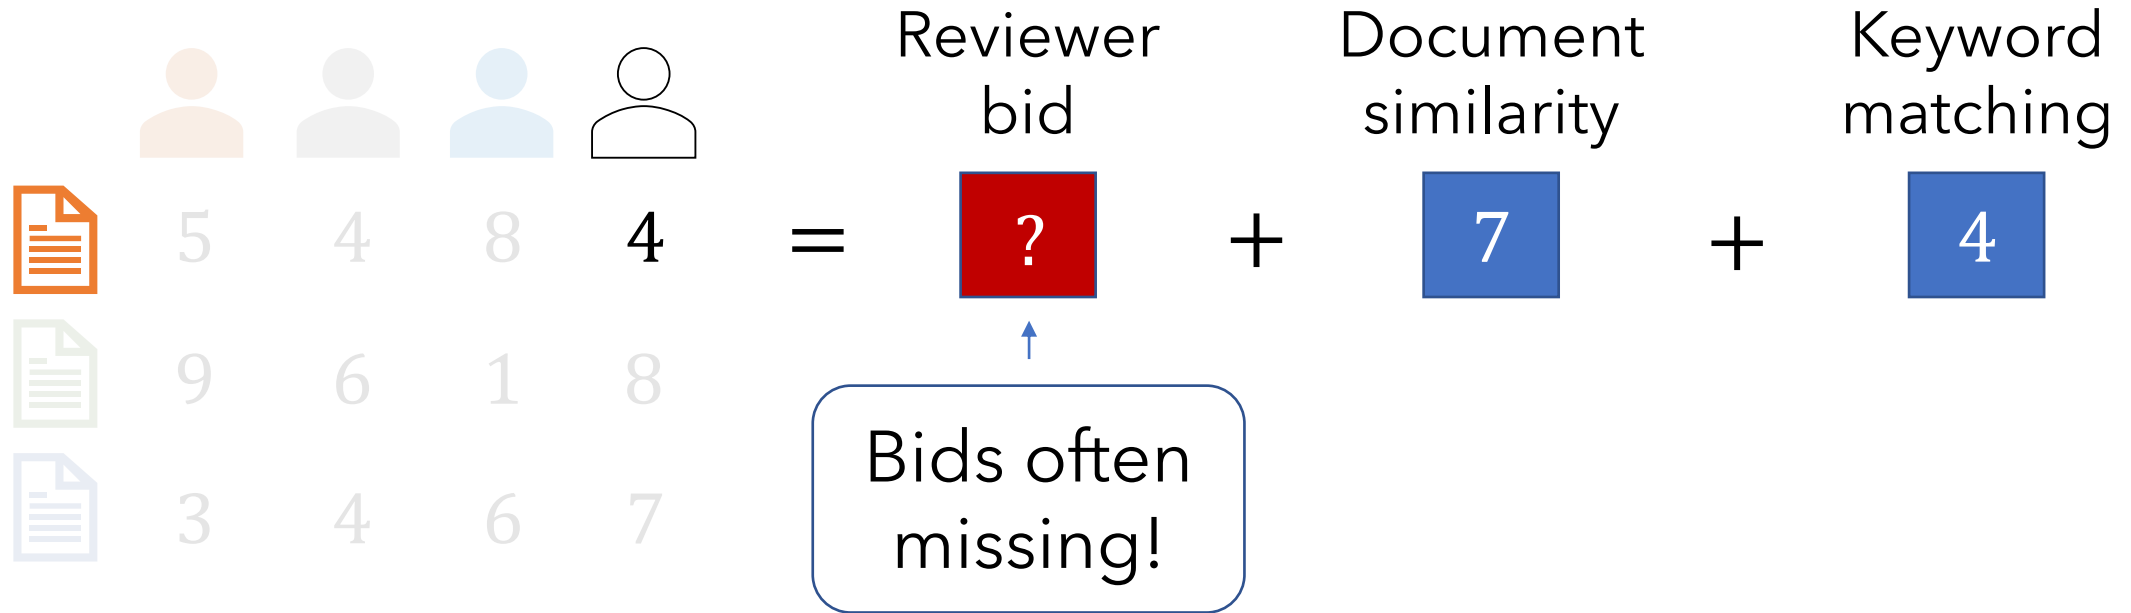 Reviewer
bid
Document
similarity
Keyword
matching
5 4 8 4 = ? + 7 + 4
9 6 1 8
3 4 6 7
Bids often
missing!